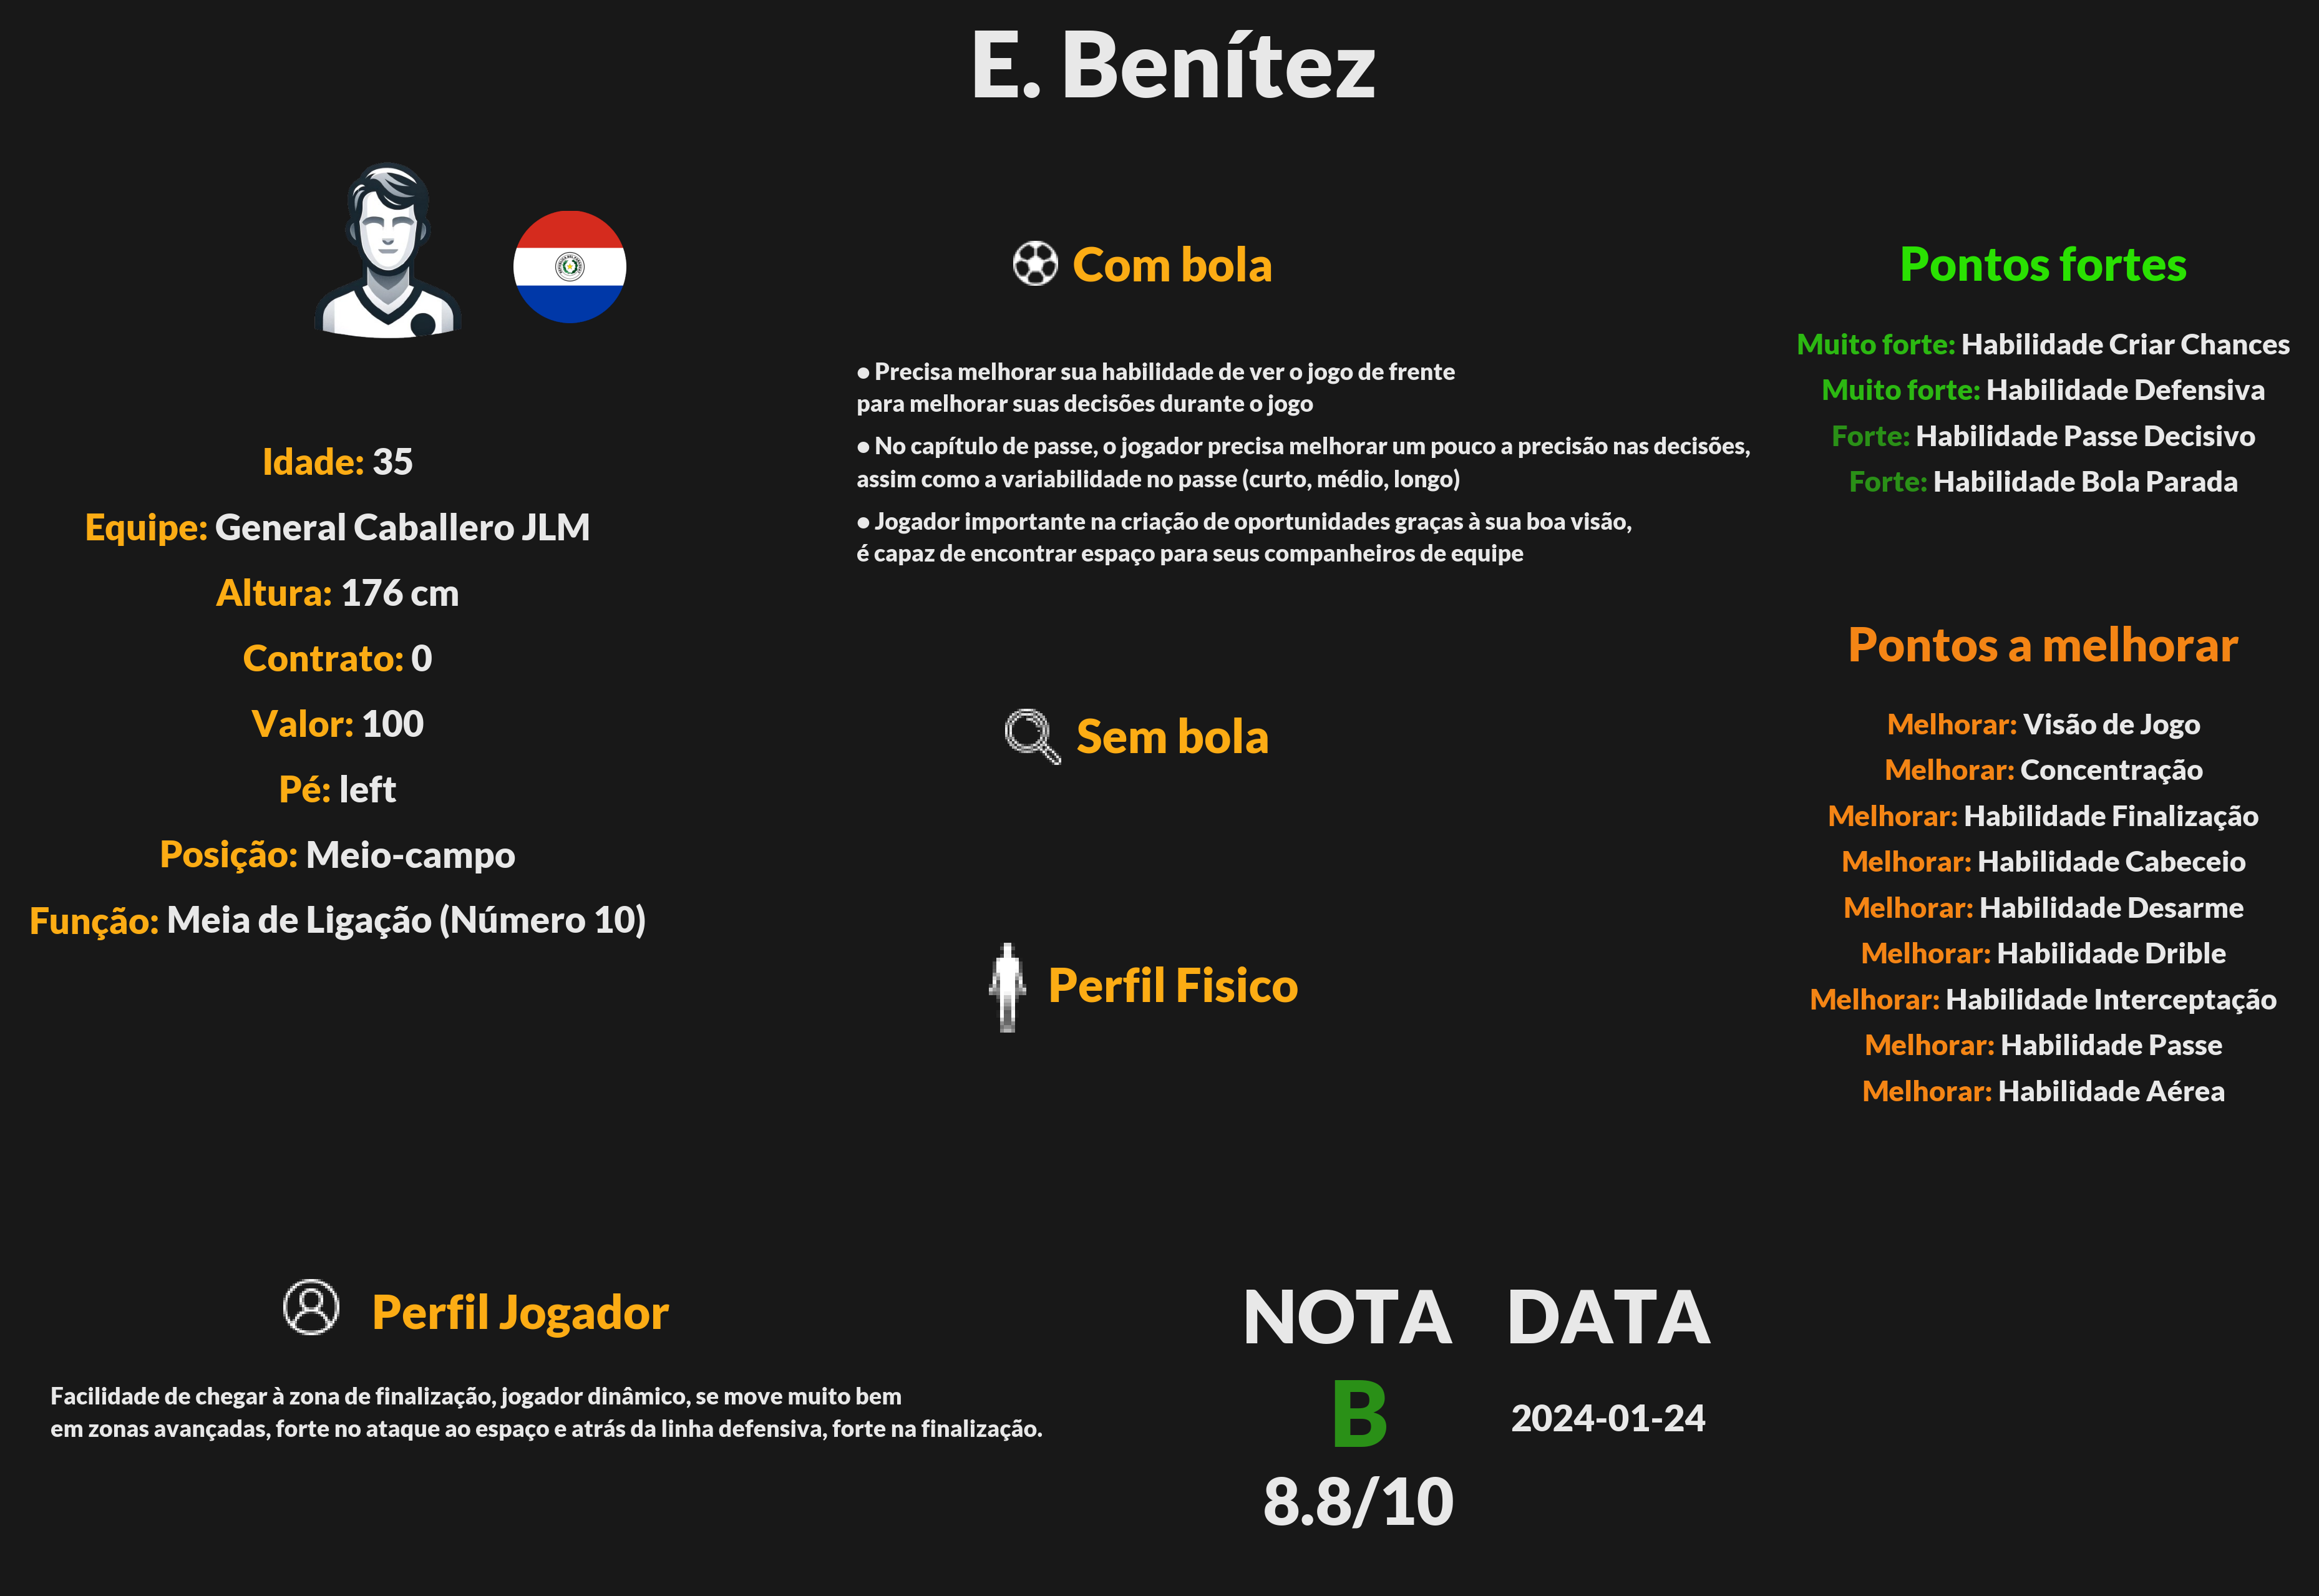 E. Benítez
Idade: 35
Equipe: General Caballero JLM
Altura: 176 cm
Contrato: 0
Valor: 100
Pé: left
Posição: Meio-campo
Função: Meia de Ligação (Número 10)
Com bola
● Precisa melhorar sua habilidade de ver o jogo de frente
para melhorar suas decisões durante o jogo
● No capítulo de passe, o jogador precisa melhorar um pouco a precisão nas decisões,
assim como a variabilidade no passe (curto, médio, longo)
● Jogador importante na criação de oportunidades graças à sua boa visão,
é capaz de encontrar espaço para seus companheiros de equipe
Sem bola
Perfil Fisico
Pontos fortes
Muito forte: Habilidade Criar Chances
Muito forte: Habilidade Defensiva
Forte: Habilidade Passe Decisivo
Forte: Habilidade Bola Parada
Pontos a melhorar
Melhorar: Visão de Jogo
Melhorar: Concentração
Melhorar: Habilidade Finalização
Melhorar: Habilidade Cabeceio
Melhorar: Habilidade Desarme
Melhorar: Habilidade Drible
Melhorar: Habilidade Interceptação
Melhorar: Habilidade Passe
Melhorar: Habilidade Aérea
Perfil Jogador
Facilidade de chegar à zona de finalização, jogador dinâmico, se move muito bem
em zonas avançadas, forte no ataque ao espaço e atrás da linha defensiva, forte na finalização.
NOTA
B
8.8/10
DATA
2024-01-24